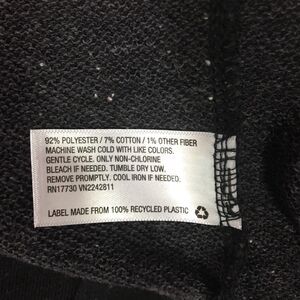 92% POLYESTER / 7% COTTON / 1% OTHER FIBER
MACHINE WASH COLD WITH LIKE COLORS.
GENTLE CYCLE. ONLY NON-CHLORINE
BLEACH IF NEEDED. TUMBLE DRY LOW.
REMOVE PROMPTLY. COOL IRON IF NEEDED.
RN17730 VN2242811
LABEL MADE FROM 100% RECYCLED PLASTIC